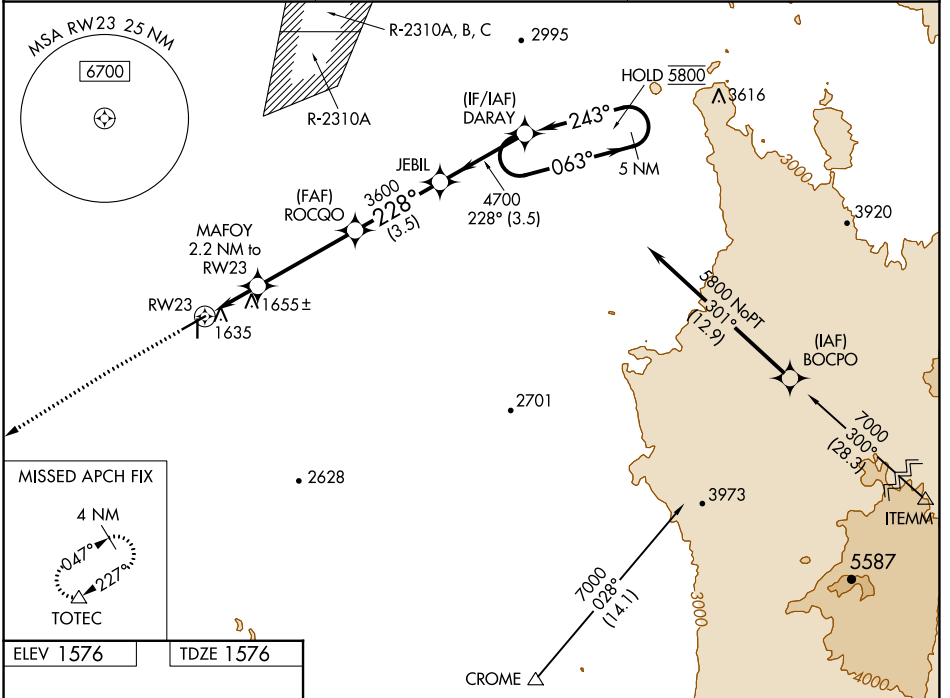 MSA RW23 25 NM
6700
R-2310A, B, C
R-2310A
2995
HOLD 5800
3616
(IF/IAF)
DARAY
243°
063°
5 NM
JEBIL
4700
228° (3.5)
3000
3920
(FAF)
ROCQO
3600
228°
(3.5)
MAFOY
2.2 NM to
RW23
RW23
1655±
1635
5800 NoPT
301°
(12.9)
(IAF)
BOCPO
7000
300°
(28.3)
ITEMM
2701
2628
3973
5587
7000
028°
(14.1)
3000
4000
CROME
MISSED APCH FIX
4 NM
047°
227°
TOTEC
ELEV 1576
TDZE 1576